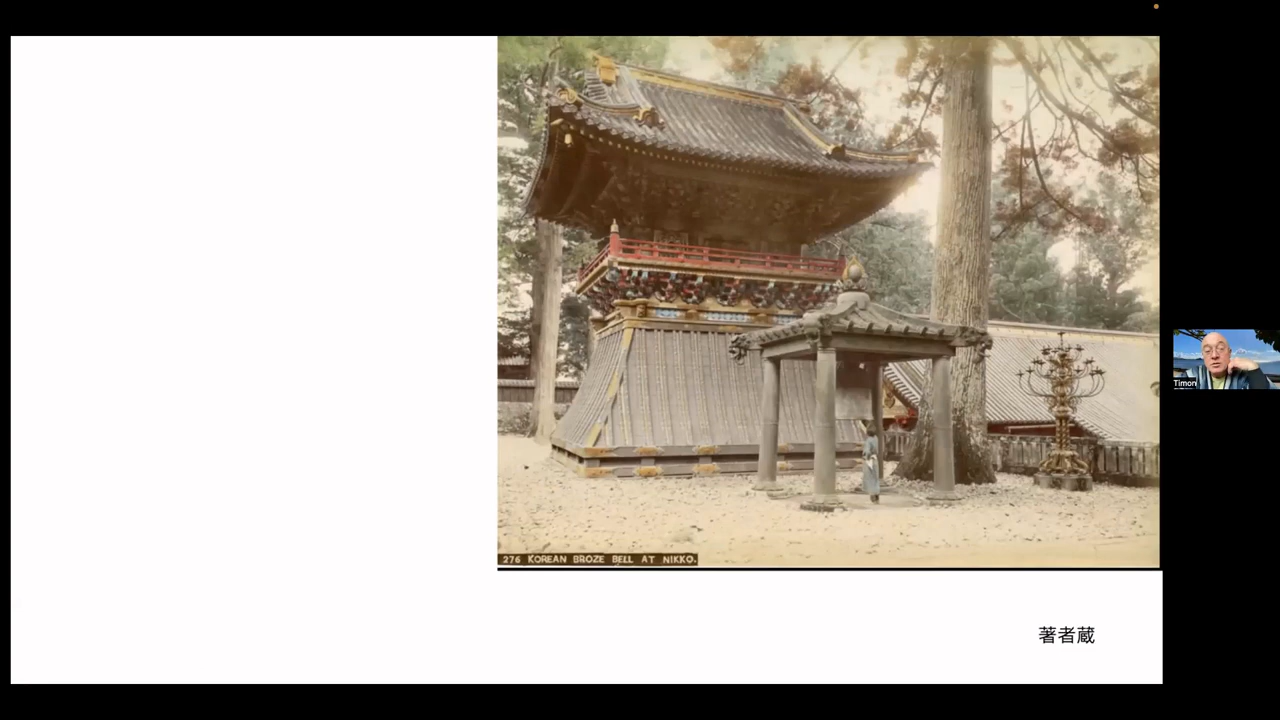 276 KOREAN BROZE BELL AT NIKKO.
著者蔵
Timon